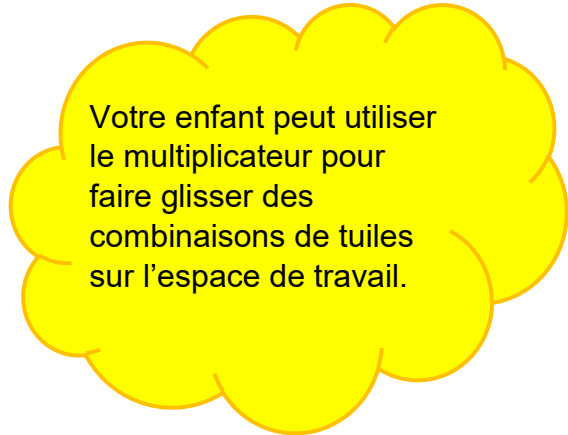 Votre enfant peut utiliser
le multiplicateur pour
faire glisser des
combinaisons de tuiles
sur l’espace de travail.